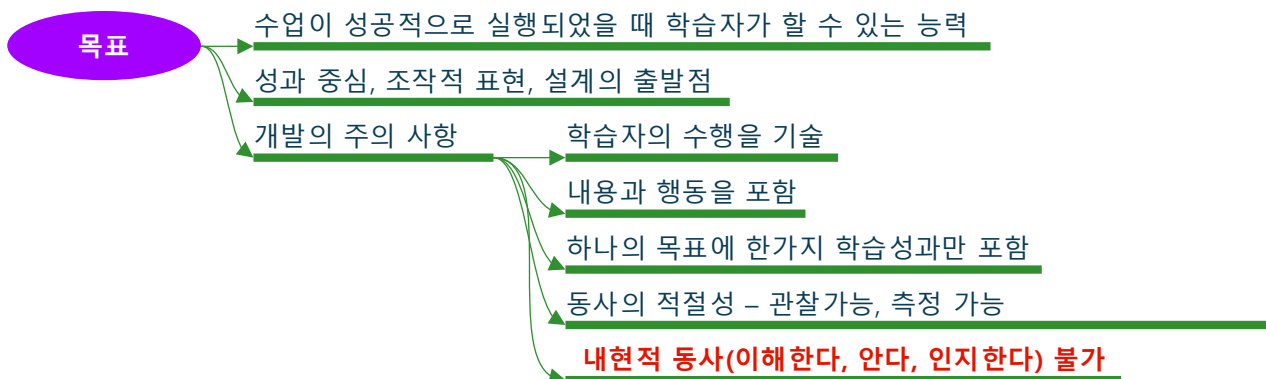 목표
수업이 성공적으로 실행되었을 때 학습자가 할 수 있는 능력
성과 중심, 조작적 표현, 설계의 출발점
개발의 주의 사항
학습자의 수행을 기술
내용과 행동을 포함
하나의 목표에 한가지 학습성과만 포함
동사의 적절성 – 관찰가능, 측정 가능
내현적 동사(이해한다, 안다, 인지한다) 불가